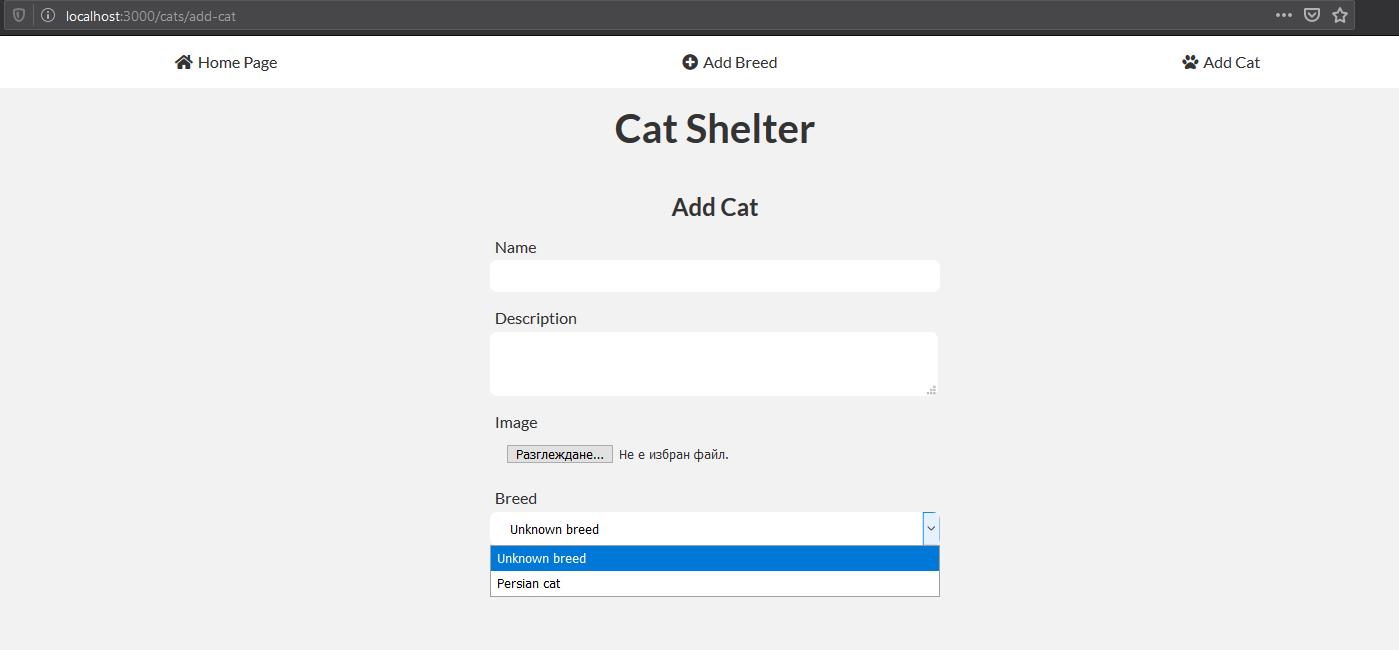 localhost:3000/cats/add-cat
Home Page Add Breed Add Cat
Cat Shelter
Add Cat
Name
Description
Image
Разглеждане... Не е избран файл.
Breed
Unknown breed
Unknown breed
Persian cat